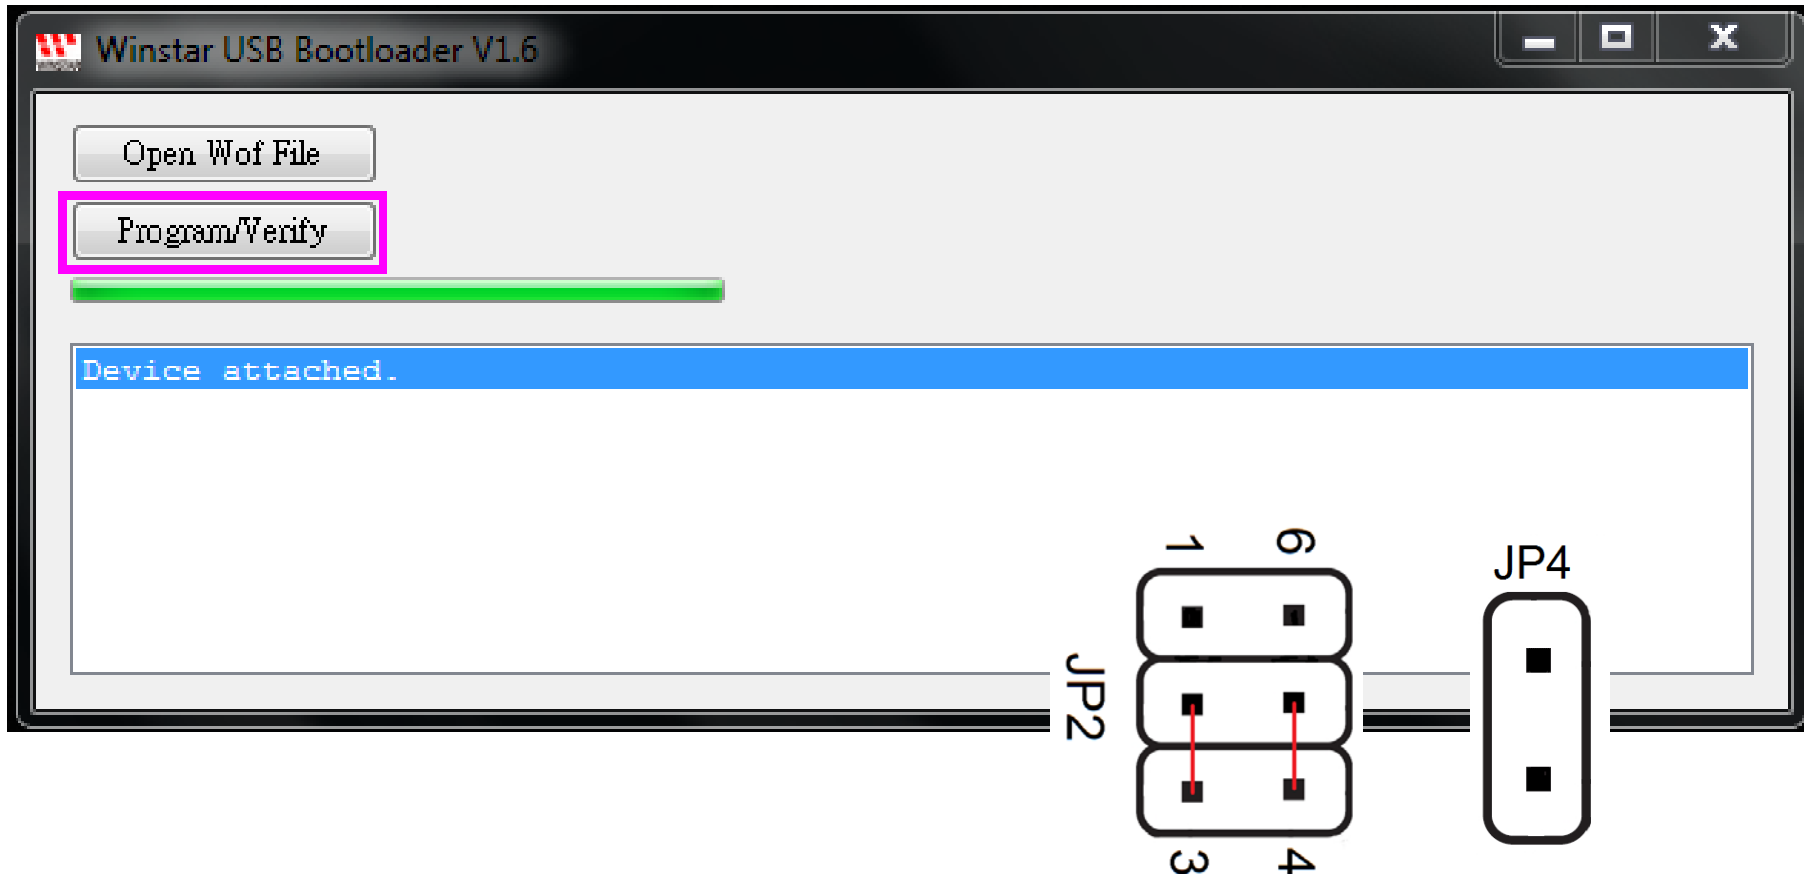 Winstar USB Bootloader V1.6
Open Wof File
Program/Verify
Device attached.
1 6
JP4
JP2
3 4